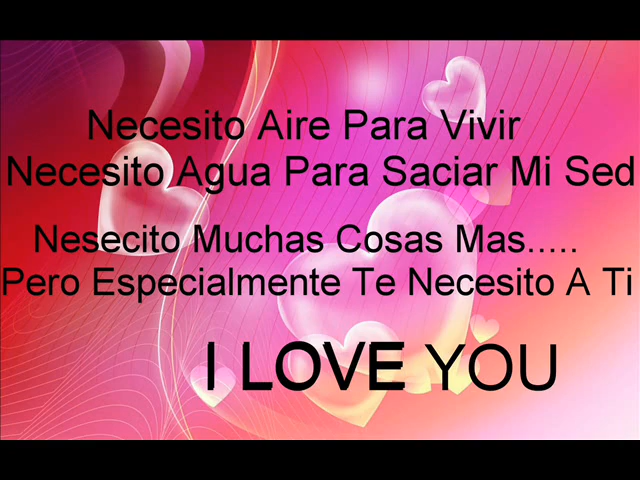 Necesito Aire Para Vivir
Necesito Agua Para Saciar Mi Sed
Nesecito Muchas Cosas Mas.....
Pero Especialmente Te Necesito A Ti
I LOVE YOU